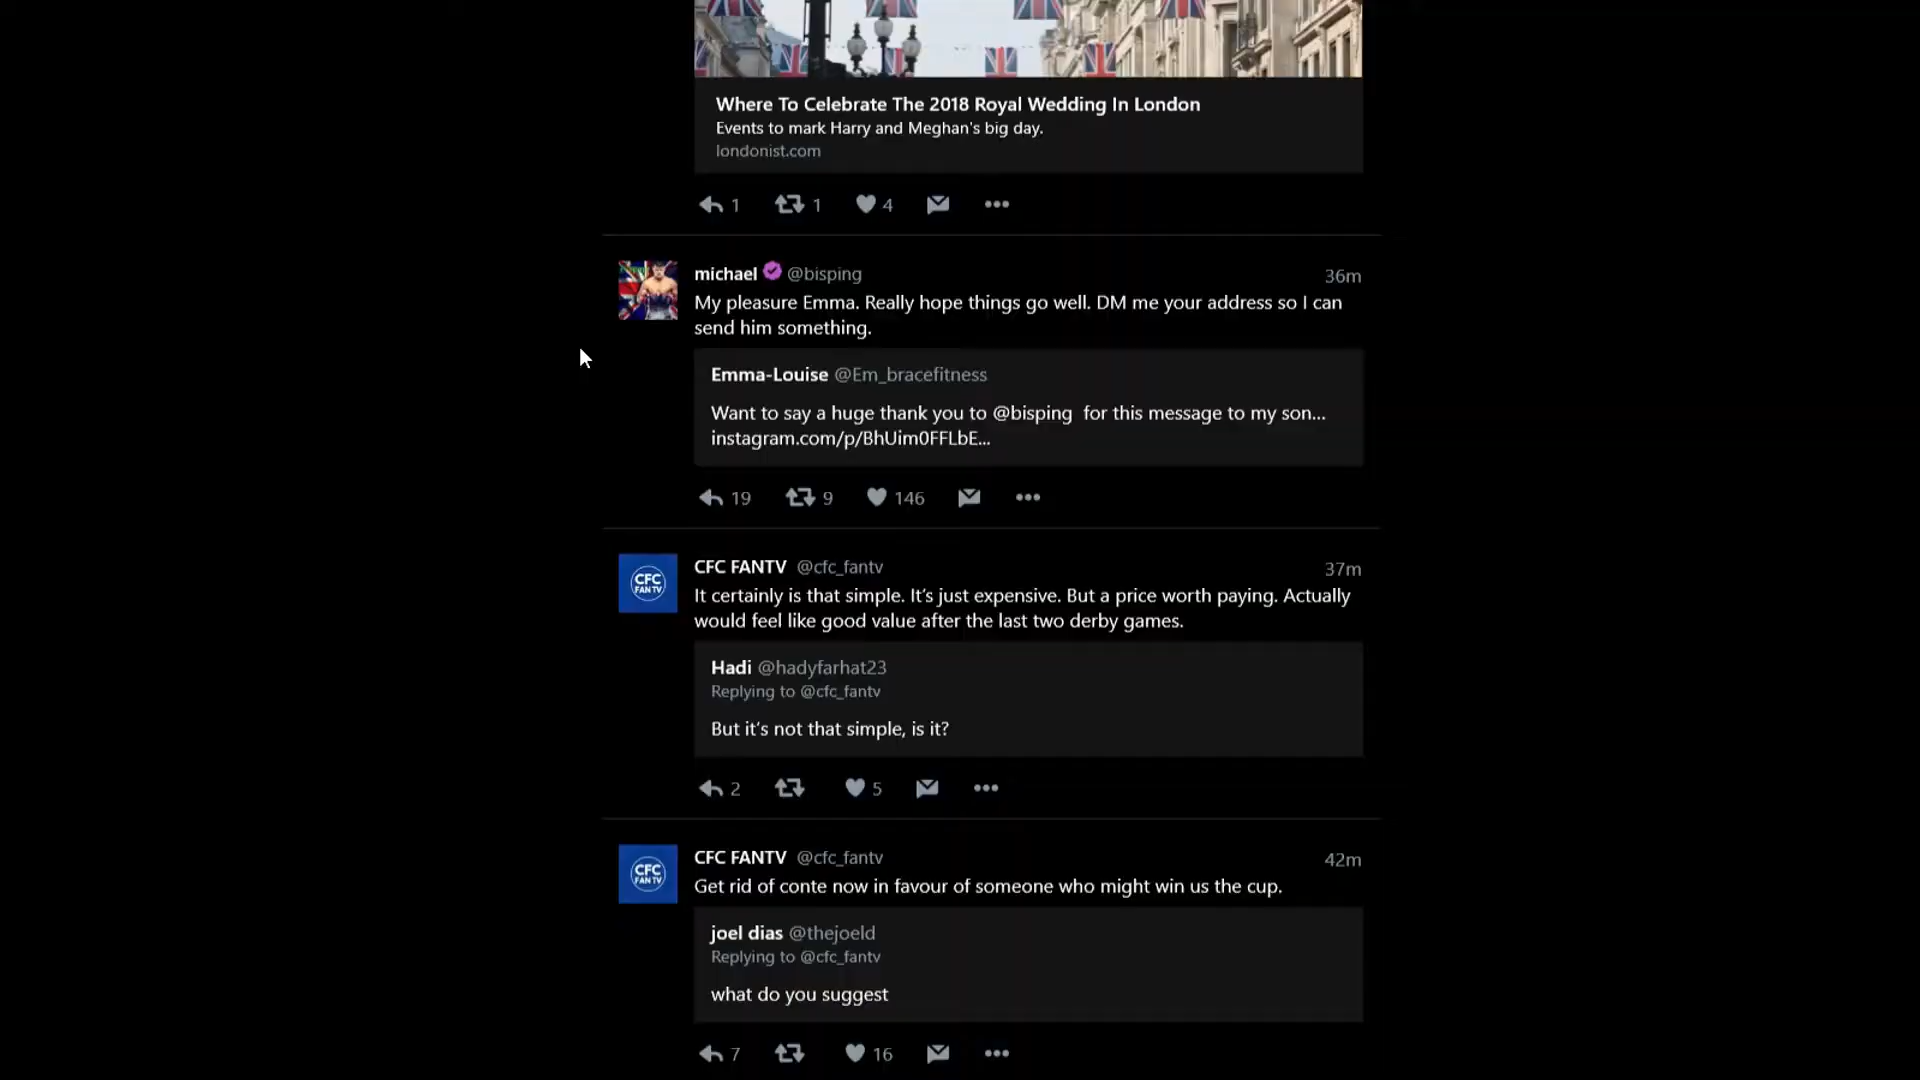 Where To Celebrate The 2018 Royal Wedding In London
Events to mark Harry and Meghan's big day.
londonist.com
1 1 4
michael @bisping 36m
My pleasure Emma. Really hope things go well. DM me your address so I can
send him something.
Emma-Louise @Em_bracefitness
Want to say a huge thank you to @bisping for this message to my son...
instagram.com/p/BhUim0FFLbE...
19 9 146
CFC FAN TV
CFC FANTV @cfc_fantv 37m
It certainly is that simple. It's just expensive. But a price worth paying. Actually
would feel like good value after the last two derby games.
Hadi @hadyfarhat23
Replying to @cfc_fantv
But it's not that simple, is it?
2 5
CFC FAN TV
CFC FANTV @cfc_fantv 42m
Get rid of conte now in favour of someone who might win us the cup.
joel dias @thejoeld
Replying to @cfc_fantv
what do you suggest
7 16